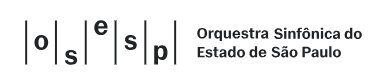 |o|s|e|s|p|
Orquestra Sinfônica do
Estado de São Paulo